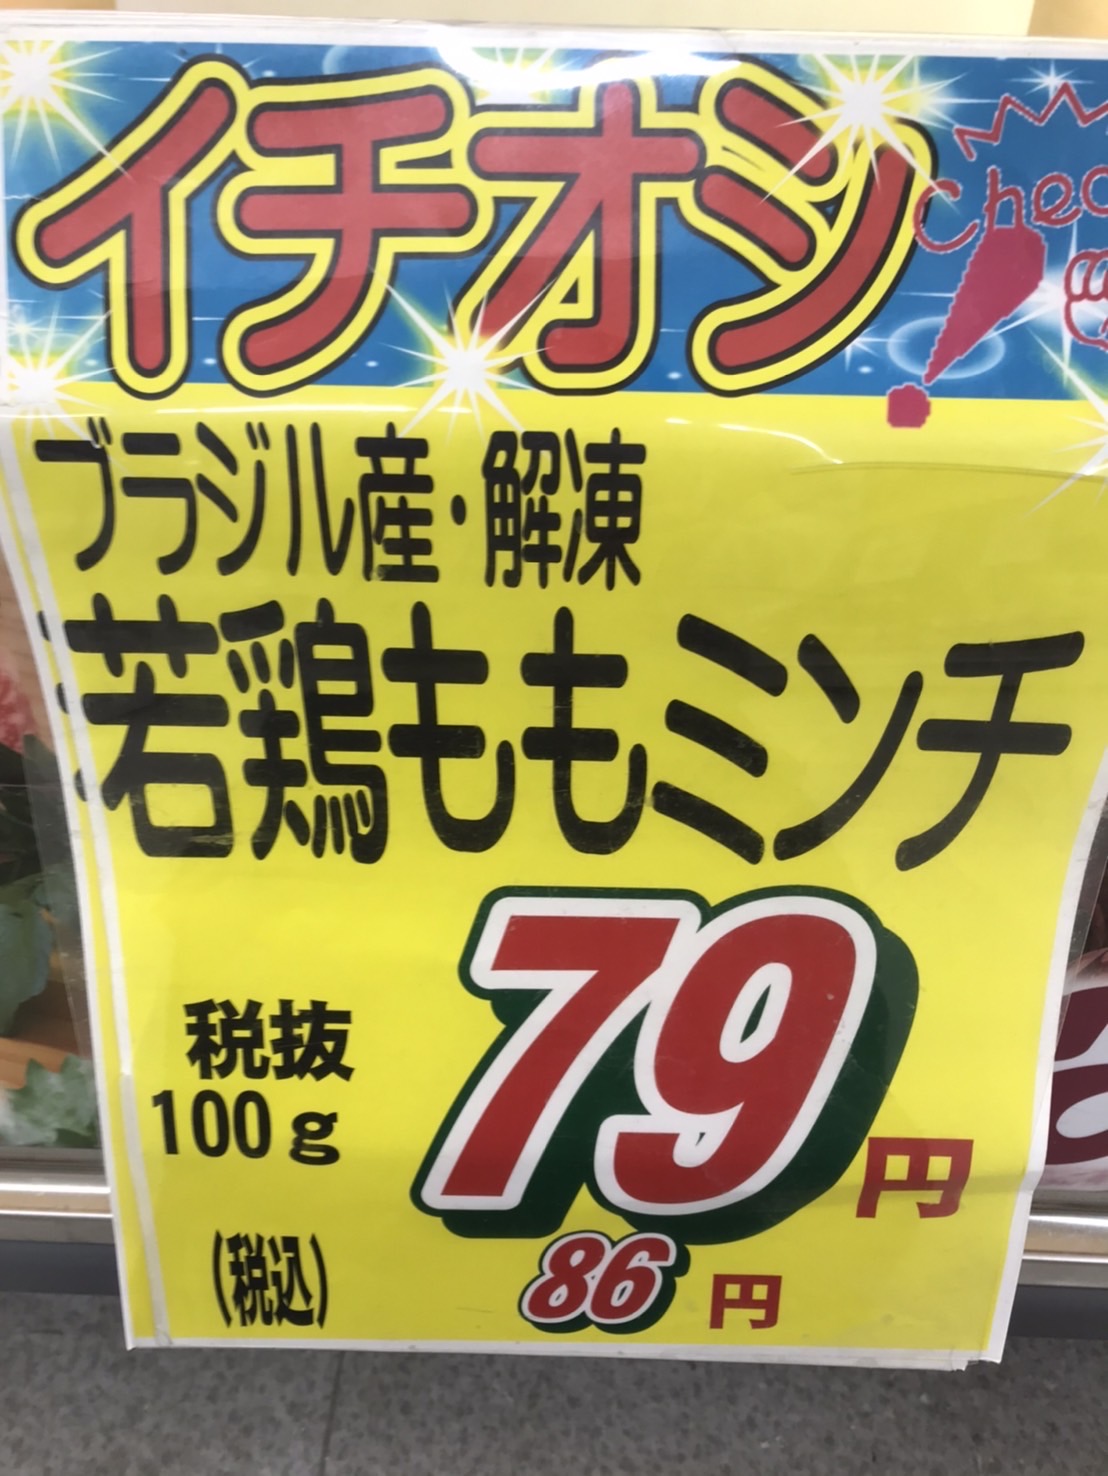 イチオシ
ブラジル産・解凍
若鶏ももミンチ
税抜
100g
79円
(税込)
86円